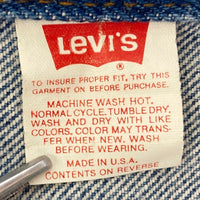 LEVI'S
TO INSURE PROPER FIT, TRY THIS
GARMENT ON BEFORE PURCHASE.
MACHINE WASH HOT.
NORMAL CYCLE. TUMBLE DRY.
WASH AND DRY WITH LIKE
COLORS. COLOR MAY TRANS-
FER WHEN NEW. WASH
BEFORE WEARING.
MADE IN U.S.A.
CONTENTS ON REVERSE